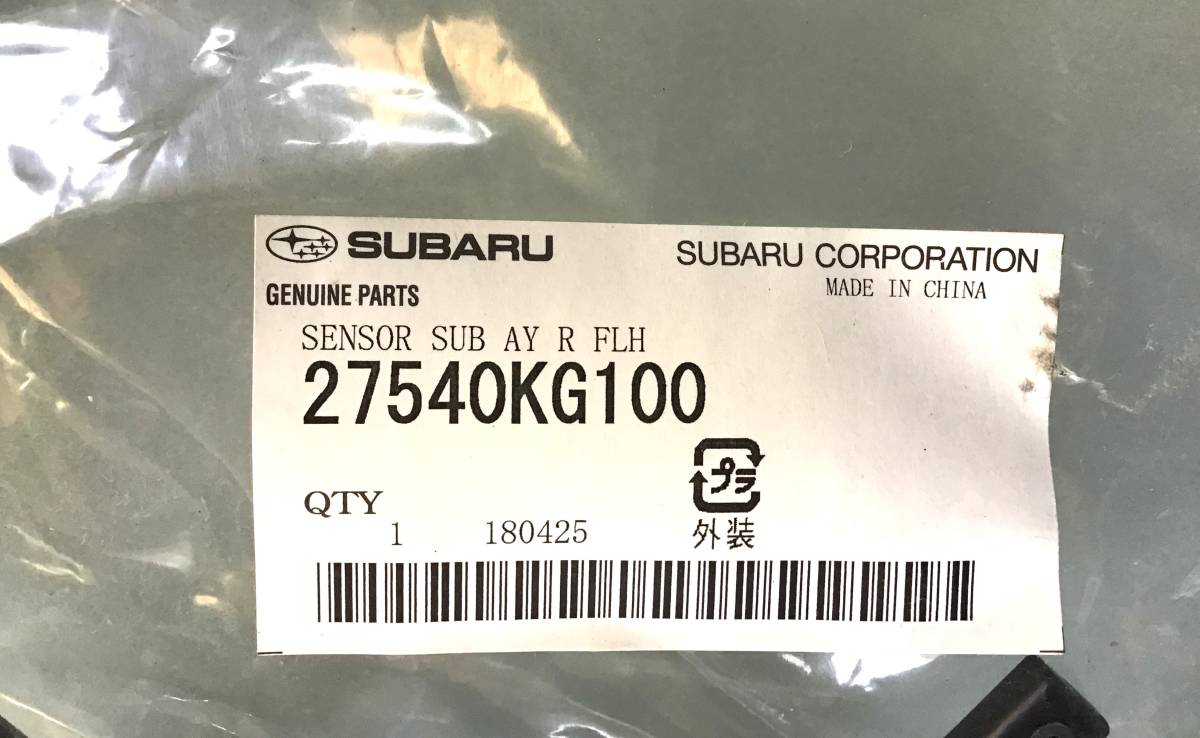 SUBARU
SUBARU CORPORATION
GENUINE PARTS
MADE IN CHINA
SENSOR SUB AY R FLH
27540KG100
プラ
QTY
1 180425
外装